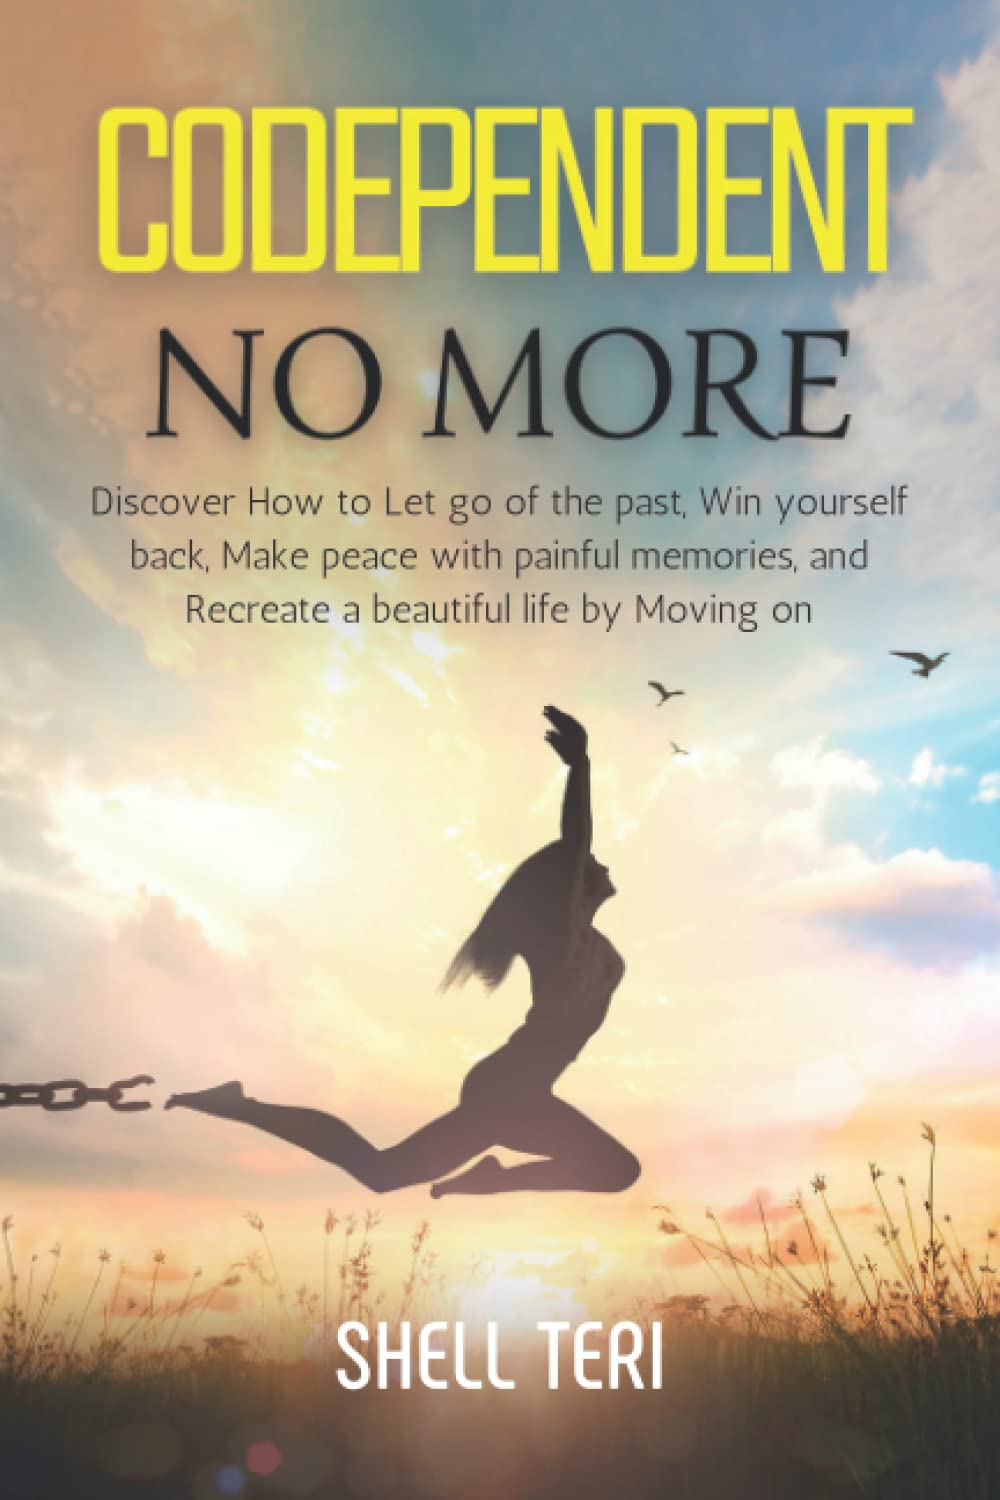 CODEPENDENT
NO MORE
Discover How to Let go of the past, Win yourself
back, Make peace with painful memories, and
Recreate a beautiful life by Moving on
SHELL TERI